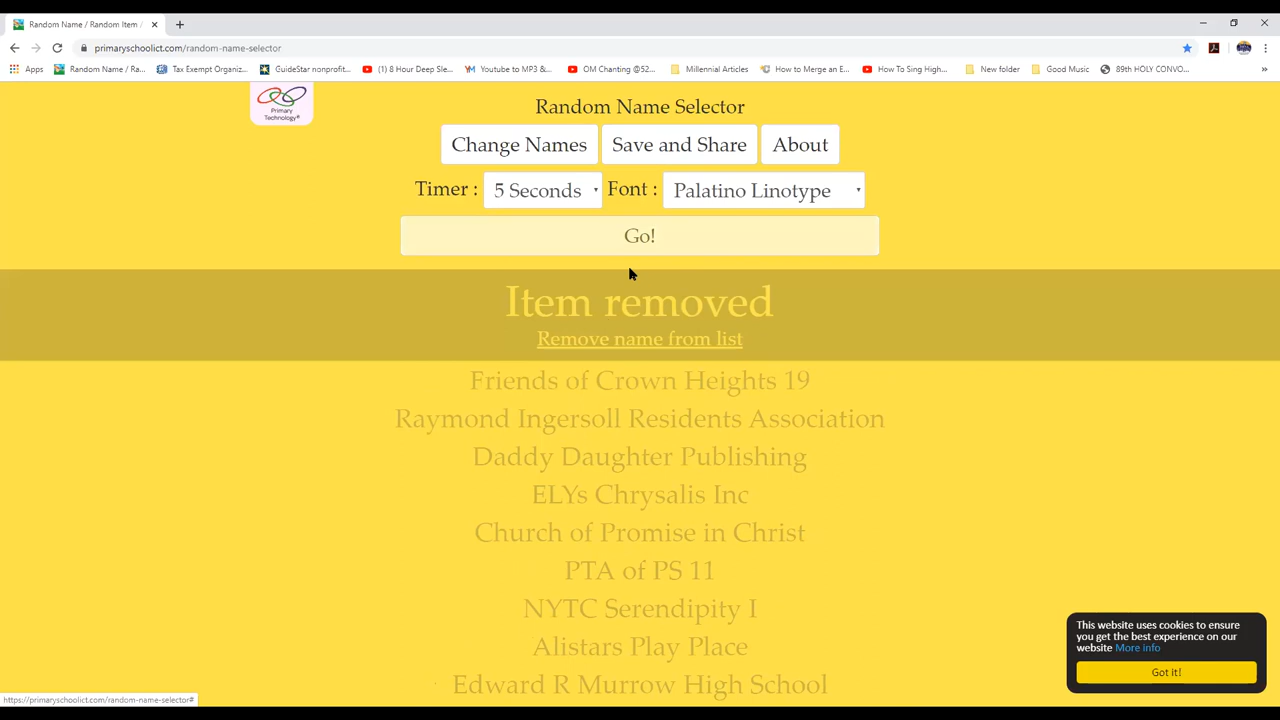 Random Name / Random Item /
primaryschoolict.com/random-name-selector
Apps Random Name / Ra... Tax Exempt Organiz... GuideStar nonprofit... (1) 8 Hour Deep Sle... Youtube to MP3 &... OM Chanting @52... Millennial Articles How to Merge an E... How To Sing High... New folder Good Music 89th HOLY CONVO... »
Primary
Technology®
Random Name Selector
Change Names Save and Share About
Timer : 5 Seconds Font : Palatino Linotype
Go!
Item removed
Remove name from list
Friends of Crown Heights 19
Raymond Ingersoll Residents Association
Daddy Daughter Publishing
ELYs Chrysalis Inc
Church of Promise in Christ
PTA of PS 11
NYTC Serendipity I
Alistars Play Place
Edward R Murrow High School
This website uses cookies to ensure
you get the best experience on our
website More info
Got it!
https://primaryschoolict.com/random-name-selector#